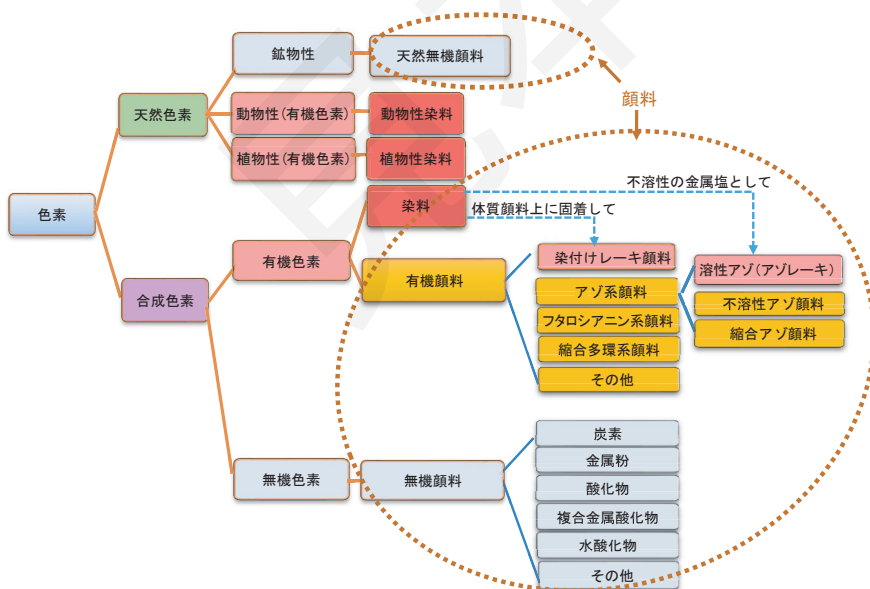 鉱物性
天然無機顔料
顔料
天然色素
動物性(有機色素)
動物性染料
植物性(有機色素)
植物性染料
不溶性の金属塩として
色素
染料
体質顔料上に固着して
有機色素
染付けレーキ顔料
溶性アゾ(アゾレーキ)
有機顔料
合成色素
アゾ系顔料
不溶性アゾ顔料
フタロシアニン系顔料
縮合アゾ顔料
縮合多環系顔料
その他
炭素
金属粉
無機色素
無機顔料
酸化物
複合金属酸化物
水酸化物
その他